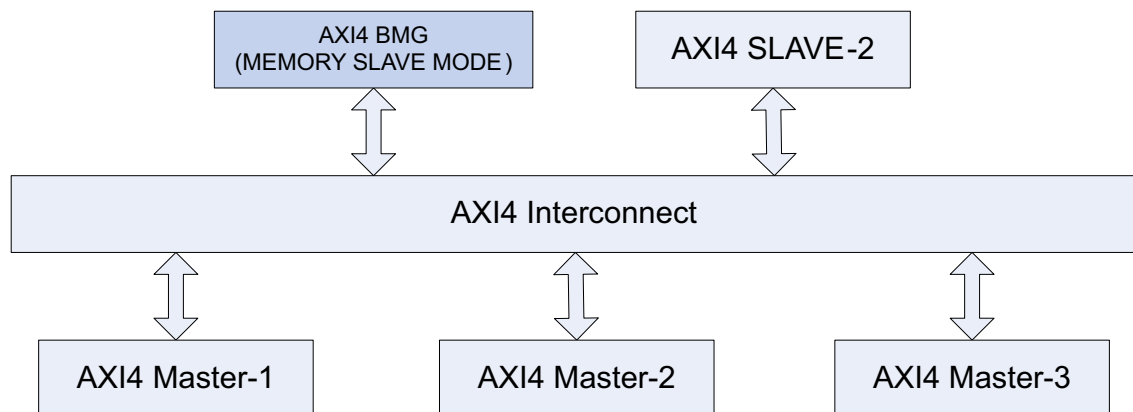 AXI4 BMG
(MEMORY SLAVE MODE)
AXI4 SLAVE-2
AXI4 Interconnect
AXI4 Master-1
AXI4 Master-2
AXI4 Master-3